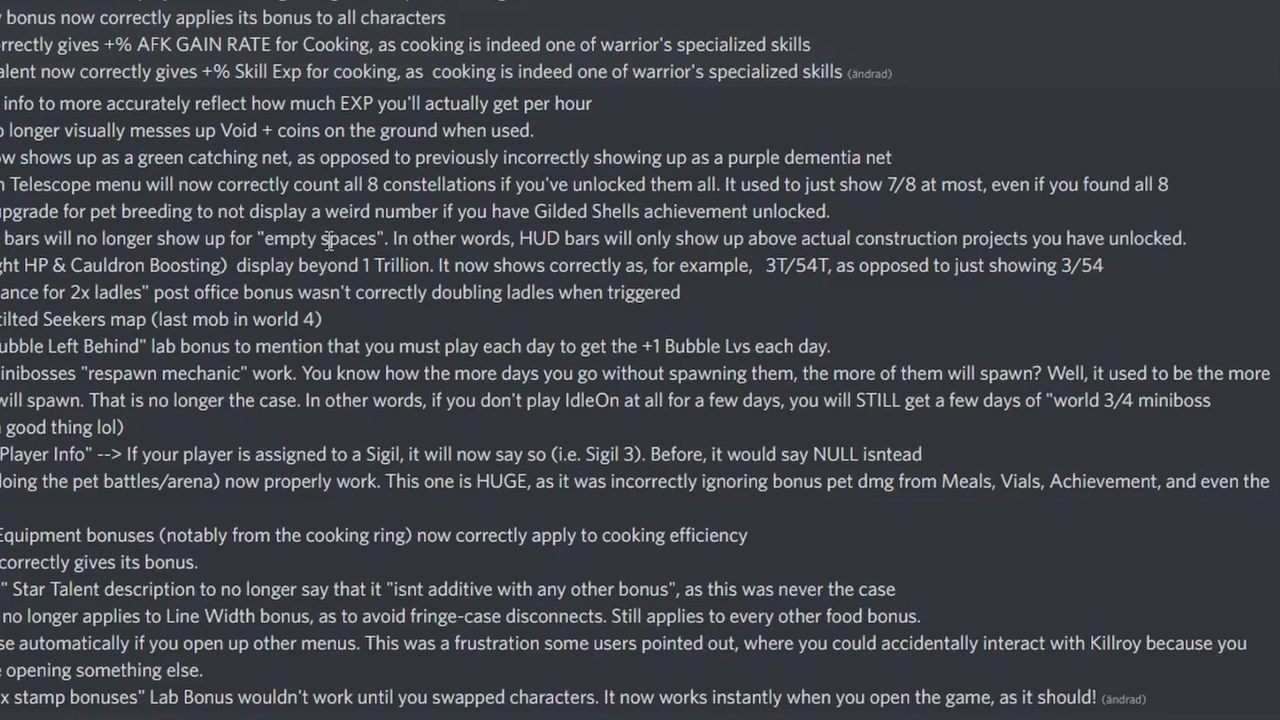 bonus now correctly applies its bonus to all characters
rrectly gives +% AFK GAIN RATE for Cooking, as cooking is indeed one of warrior's specialized skills
alent now correctly gives +% Skill Exp for cooking, as  cooking is indeed one of warrior's specialized skills (ändrad)
info to more accurately reflect how much EXP you'll actually get per hour
o longer visually messes up Void + coins on the ground when used.
ow shows up as a green catching net, as opposed to previously incorrectly showing up as a purple dementia net
n Telescope menu will now correctly count all 8 constellations if you've unlocked them all. It used to just show 7/8 at most, even if you found all 8
upgrade for pet breeding to not display a weird number if you have Gilded Shells achievement unlocked.
bars will no longer show up for "empty spaces". In other words, HUD bars will only show up above actual construction projects you have unlocked.
ght HP & Cauldron Boosting)  display beyond 1 Trillion. It now shows correctly as, for example,   3T/54T, as opposed to just showing 3/54
ance for 2x ladles" post office bonus wasn't correctly doubling ladles when triggered
tilted Seekers map (last mob in world 4)
ubble Left Behind" lab bonus to mention that you must play each day to get the +1 Bubble Lvs each day.
inibosses "respawn mechanic" work. You know how the more days you go without spawning them, the more of them will spawn? Well, it used to be the more
will spawn. That is no longer the case. In other words, if you don't play IdleOn at all for a few days, you will STILL get a few days of "world 3/4 miniboss
good thing lol)
Player Info" --> If your player is assigned to a Sigil, it will now say so (i.e. Sigil 3). Before, it would say NULL isntead
doing the pet battles/arena) now properly work. This one is HUGE, as it was incorrectly ignoring bonus pet dmg from Meals, Vials, Achievement, and even the
Equipment bonuses (notably from the cooking ring) now correctly apply to cooking efficiency
correctly gives its bonus.
" Star Talent description to no longer say that it "isnt additive with any other bonus", as this was never the case
no longer applies to Line Width bonus, as to avoid fringe-case disconnects. Still applies to every other food bonus.
se automatically if you open up other menus. This was a frustration some users pointed out, where you could accidentally interact with Killroy because you
opening something else.
x stamp bonuses" Lab Bonus wouldn't work until you swapped characters. It now works instantly when you open the game, as it should! (ändrad)